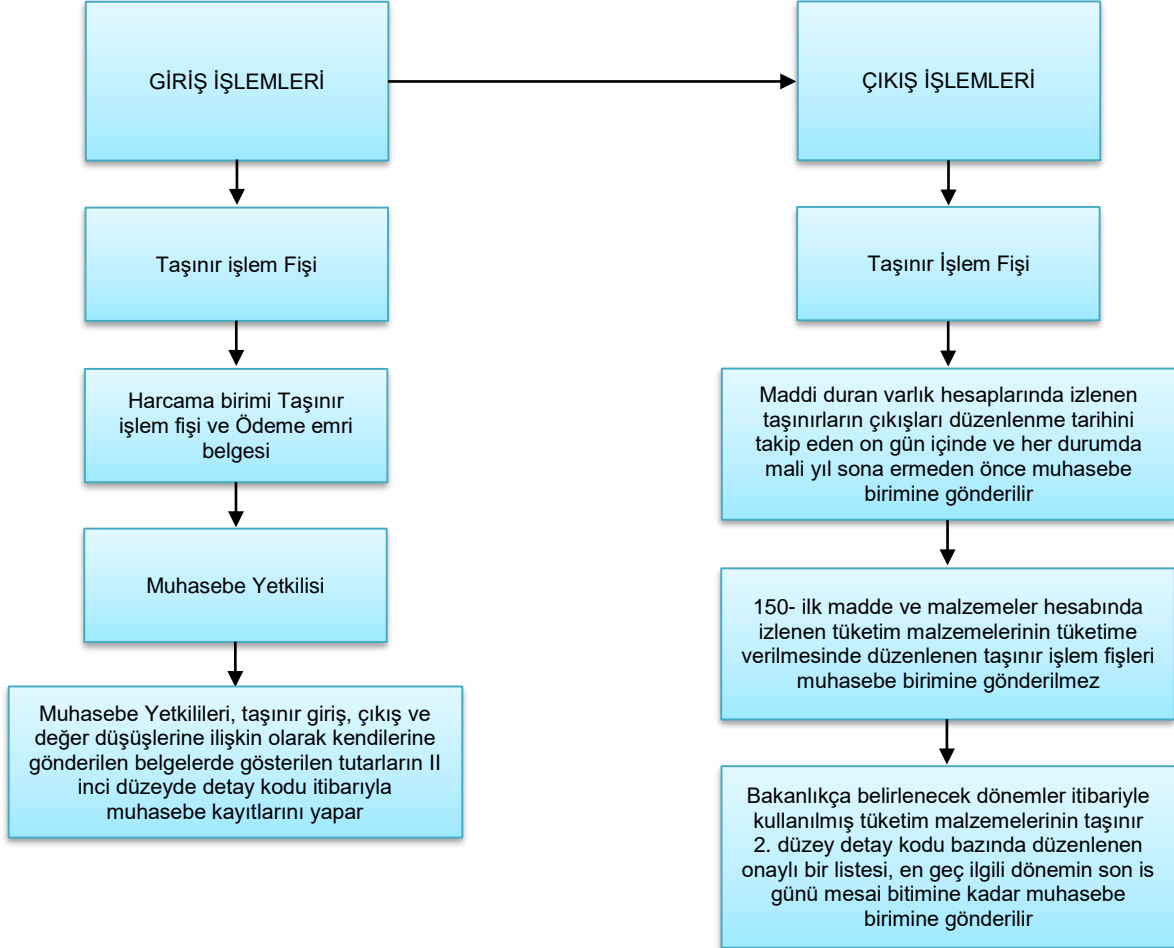 GİRİŞ İŞLEMLERİ
Taşınır işlem Fişi
Harcama birimi Taşınır
işlem fişi ve Ödeme emri
belgesi
Muhasebe Yetkilisi
Muhasebe Yetkilileri, taşınır giriş, çıkış ve
değer düşüşlerine ilişkin olarak kendilerine
gönderilen belgelerde gösterilen tutarların II
inci düzeyde detay kodu itibarıyla
muhasebe kayıtlarını yapar
ÇIKIŞ İŞLEMLERİ
Taşınır İşlem Fişi
Maddi duran varlık hesaplarında izlenen
taşınırların çıkışları düzenlenme tarihini
takip eden on gün içinde ve her durumda
mali yıl sona ermeden önce muhasebe
birimine gönderilir
150- ilk madde ve malzemeler hesabında
izlenen tüketim malzemelerinin tüketime
verilmesinde düzenlenen taşınır işlem fişleri
muhasebe birimine gönderilmez
Bakanlıkça belirlenecek dönemler itibariyle
kullanılmış tüketim malzemelerinin taşınır
2. düzey detay kodu bazında düzenlenen
onaylı bir listesi, en geç ilgili dönemin son is
günü mesai bitimine kadar muhasebe
birimine gönderilir